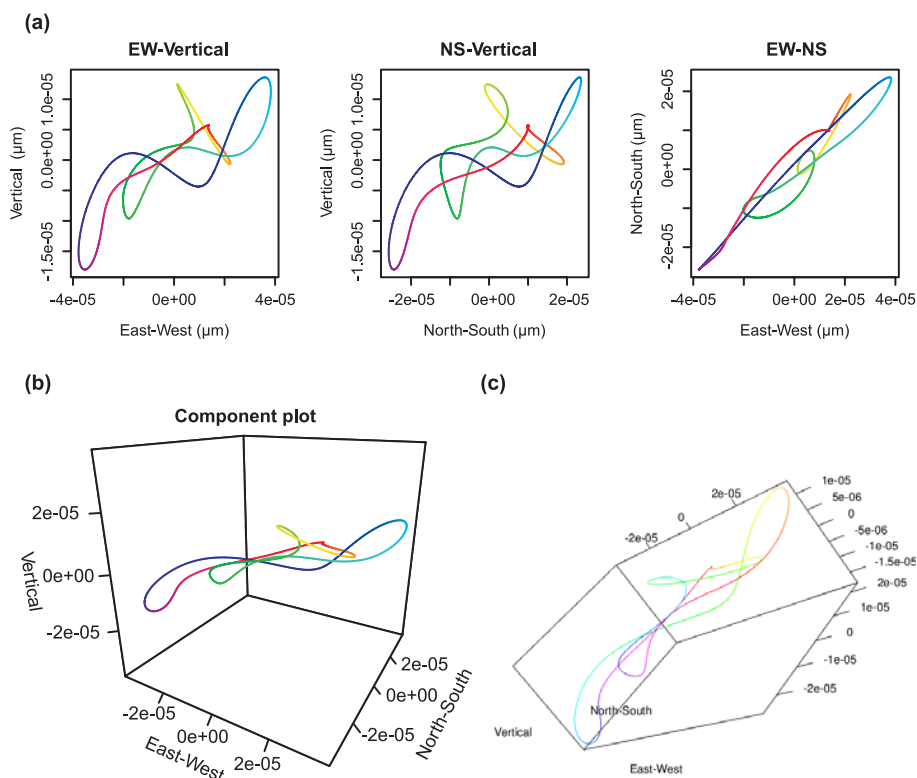 (a)
EW-Vertical
Vertical (µm)
-1.5e-05
0.0e+00
1.0e-05
-4e-05
0e+00
4e-05
East-West (µm)
NS-Vertical
Vertical (µm)
-1.5e-05
0.0e+00
1.0e-05
-2e-05
0e+00
2e-05
North-South (µm)
EW-NS
North-South (µm)
-2e-05
0e+00
2e-05
-4e-05
0e+00
2e-05
4e-05
East-West (µm)
(b)
Component plot
Vertical
2e-05
0e+00
-2e-05
-2e-05
0e+00
2e-05
East-West
2e-05
0e+00
-2e-05
North-South
(c)
-2e-05
0
2e-05
1e-05
5e-06
0
-5e-06
-1e-05
-1.5e-05
2e-05
1e-05
0
-1e-05
-2e-05
North-South
Vertical
East-West